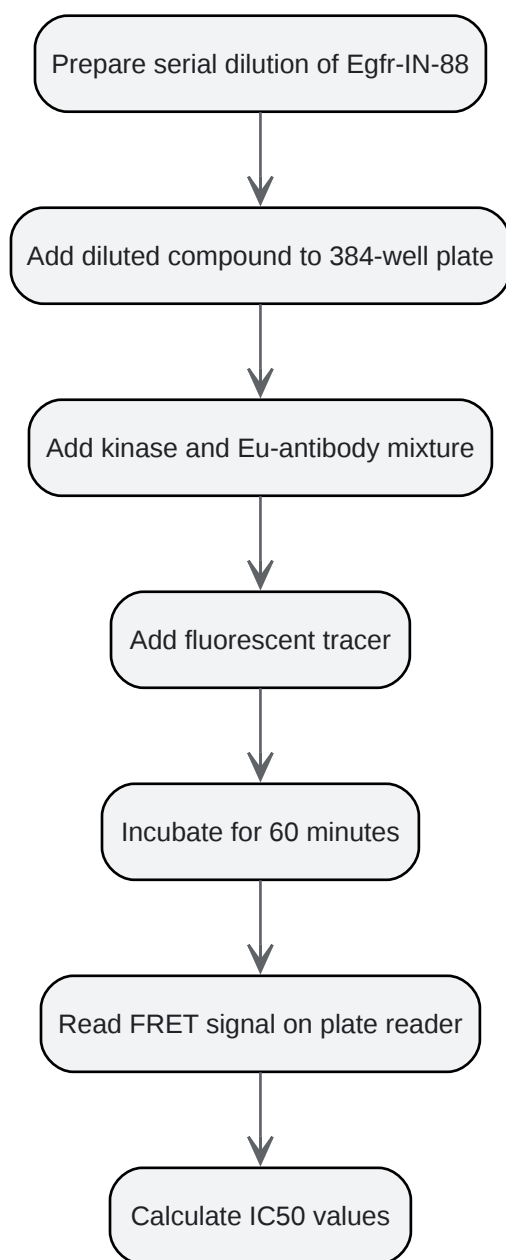 Prepare serial dilution of Egfr-IN-88
Add diluted compound to 384-well plate
Add kinase and Eu-antibody mixture
Add fluorescent tracer
Incubate for 60 minutes
Read FRET signal on plate reader
Calculate IC50 values